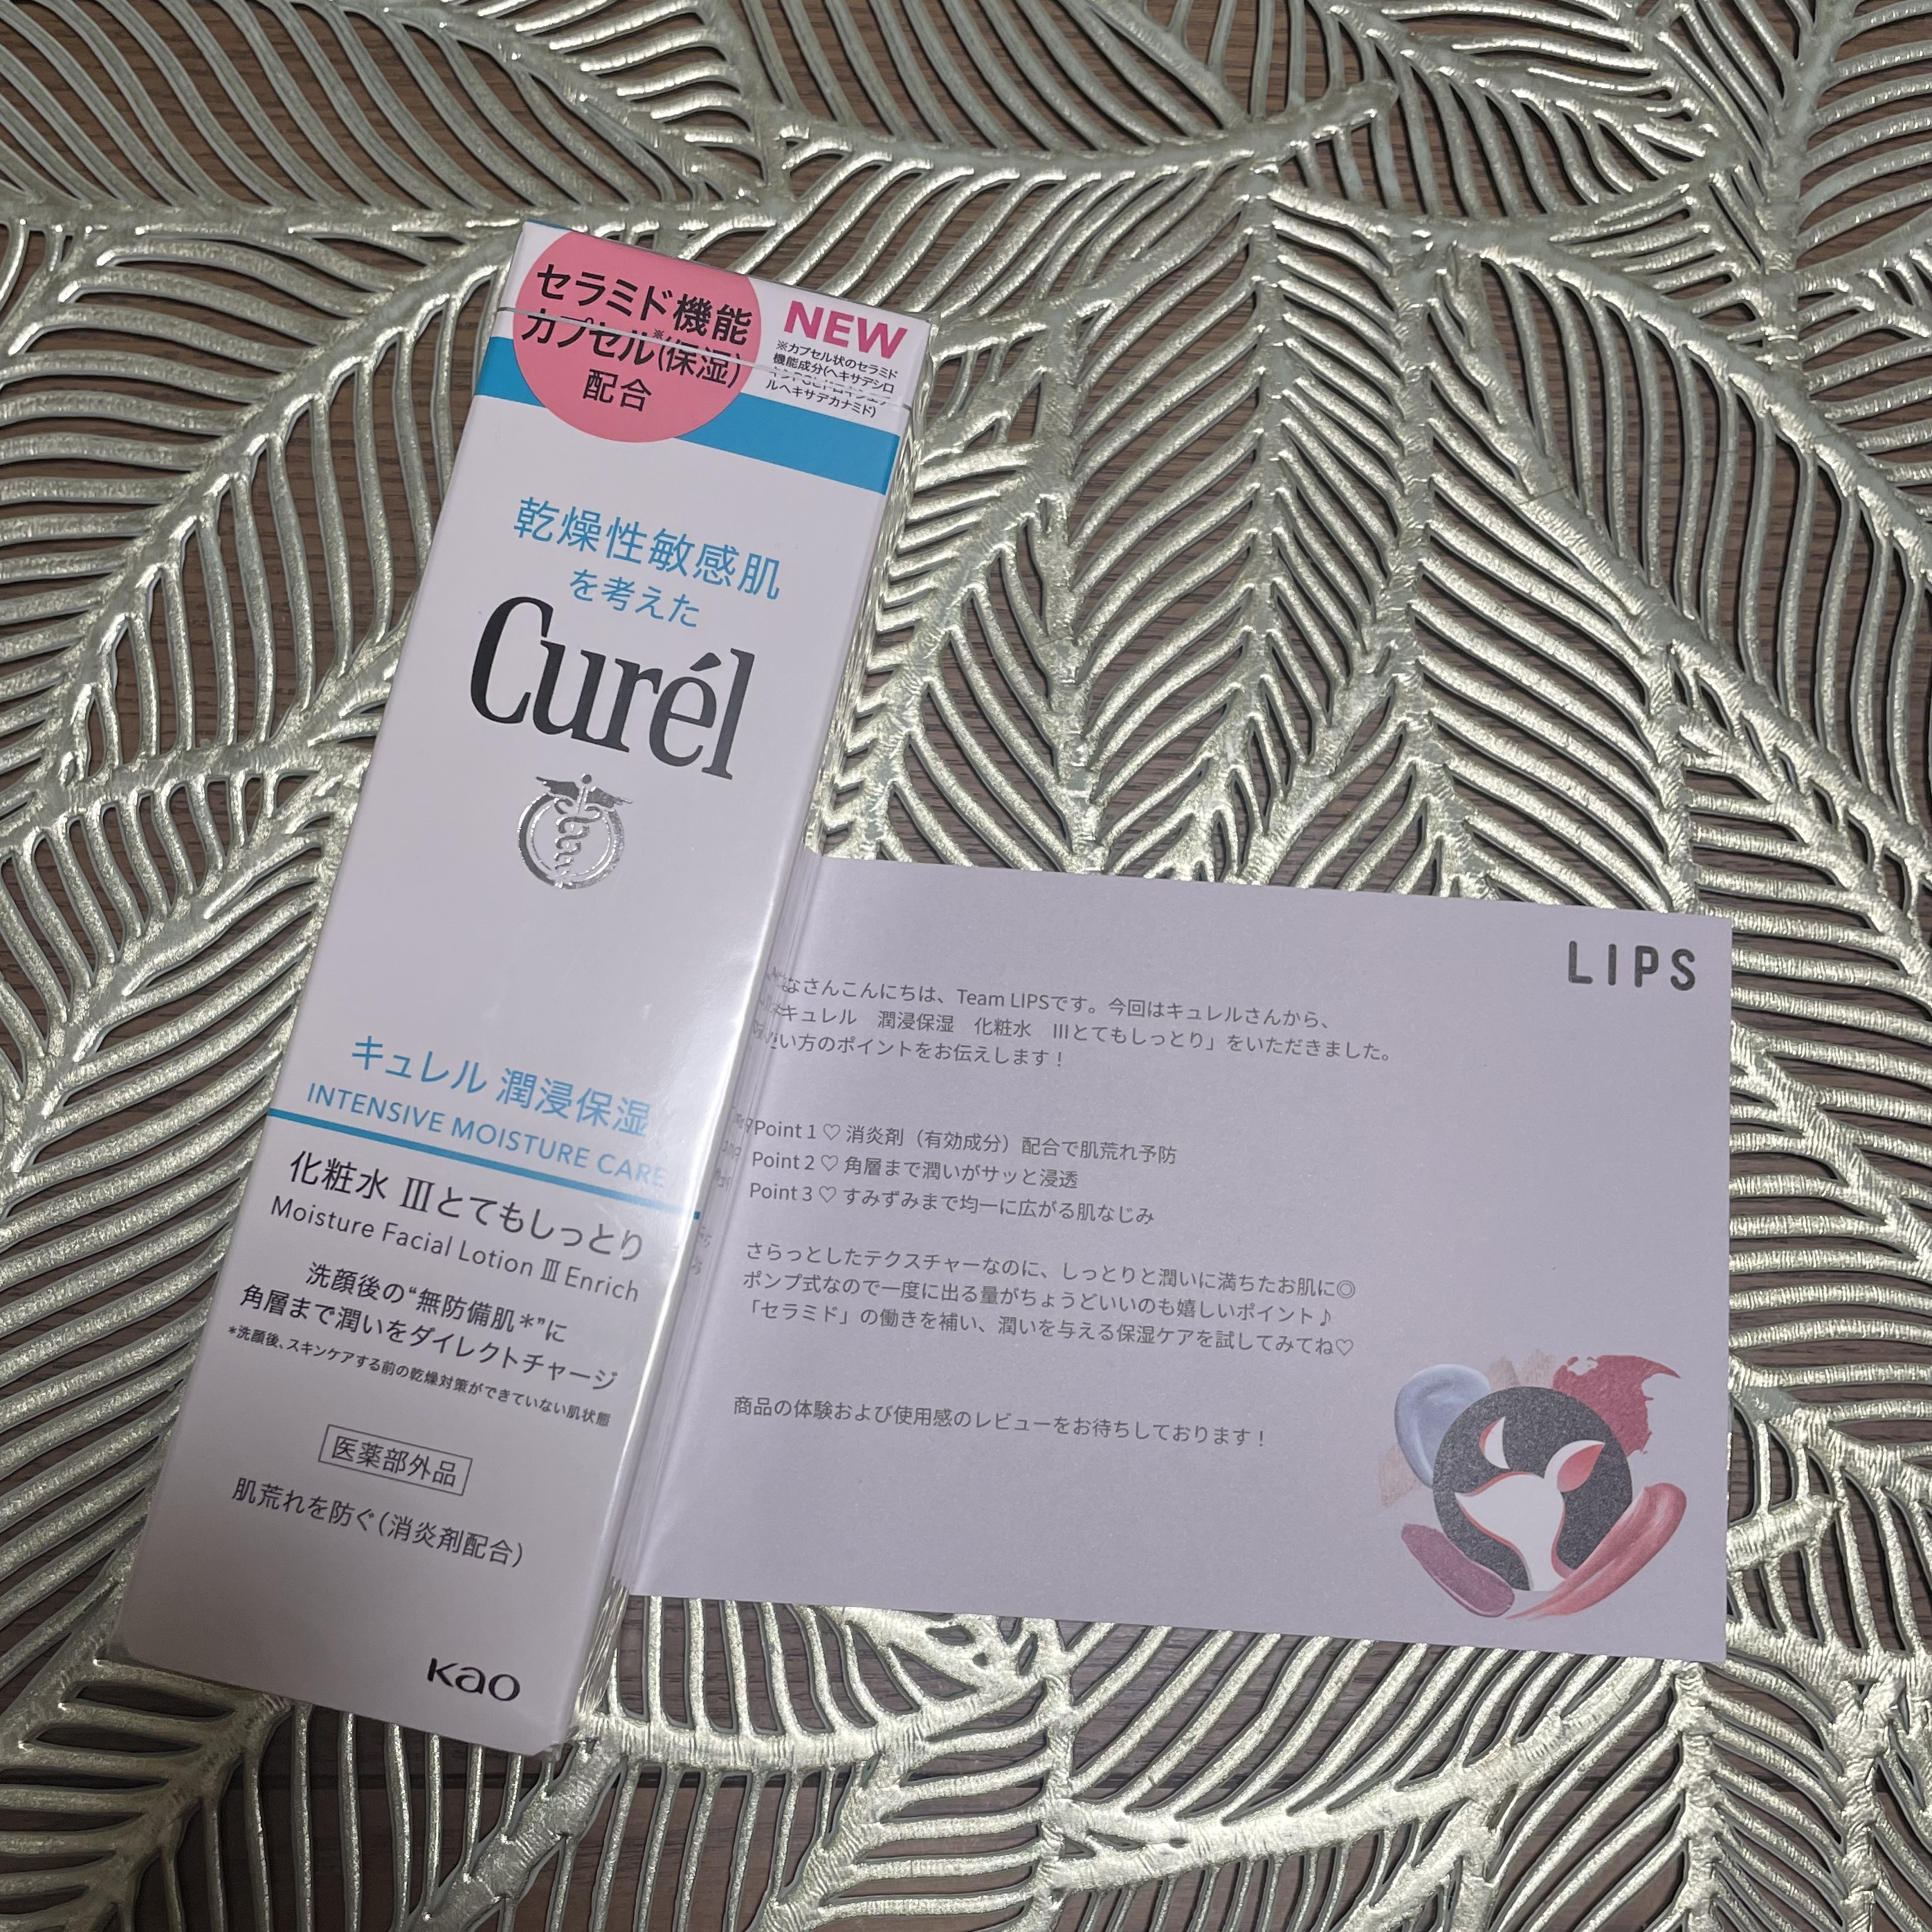 セラミド機能
カプセル※(保湿)
配合
NEW
※カプセル状のセラミド
機能成分(ヘキサデシロ
ルヘキサデカナミド)
乾燥性敏感肌
を考えた
Curél
キュレル 潤浸保湿
INTENSIVE MOISTURE CARE
化粧水 Ⅲとてもしっとり
Moisture Facial Lotion Ⅲ Enrich
洗顔後の“無防備肌*”に
角層まで潤いをダイレクトチャージ
*洗顔後、スキンケアする前の乾燥対策ができていない肌状態
医薬部外品
肌荒れを防ぐ(消炎剤配合)
Kao
LIPS
なさんこんにちは、Team LIPSです。今回はキュレルさんから、
キュレル　潤浸保湿　化粧水　IIIとてもしっとり」をいただきました。
い方のポイントをお伝えします！
Point 1 ♡ 消炎剤（有効成分）配合で肌荒れ予防
Point 2 ♡ 角層まで潤いがサッと浸透
Point 3 ♡ すみずみまで均一に広がる肌なじみ
さらっとしたテクスチャーなのに、しっとりと潤いに満ちたお肌に◎
ポンプ式なので一度に出る量がちょうどいいのも嬉しいポイント♪
「セラミド」の働きを補い、潤いを与える保湿ケアを試してみてね♡
商品の体験および使用感のレビューをお待ちしております！